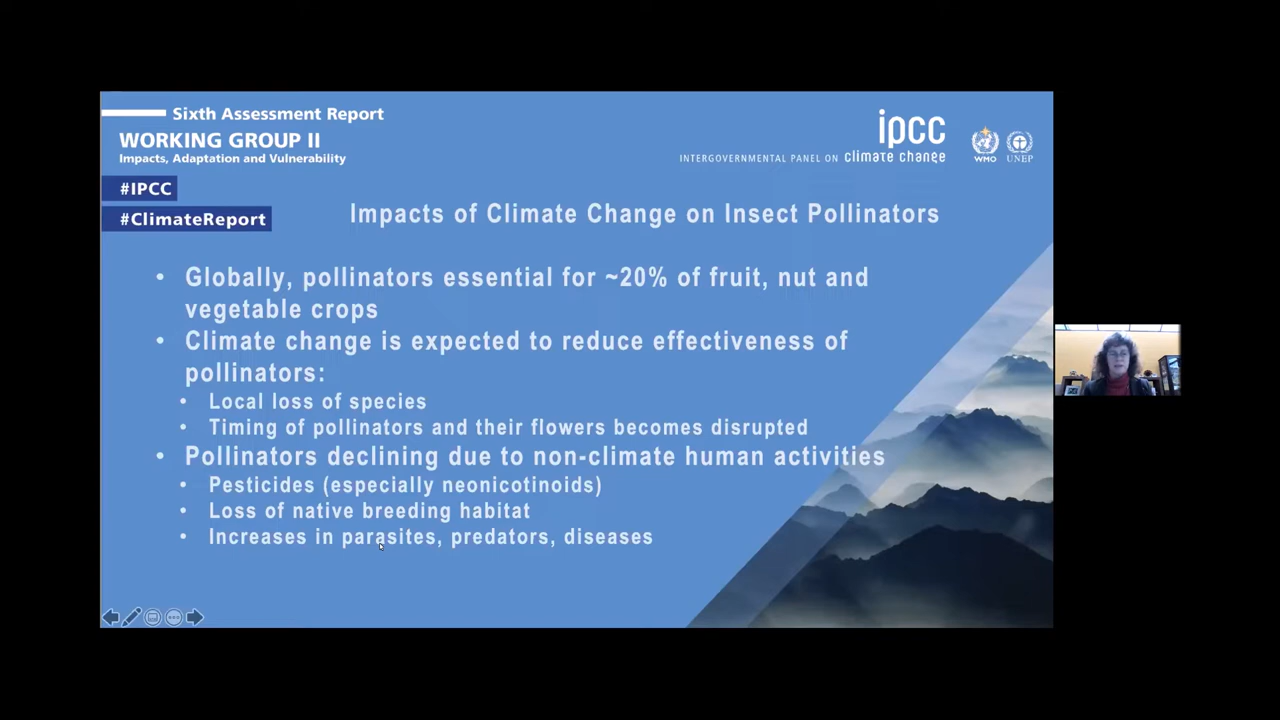 Sixth Assessment Report
WORKING GROUP II
Impacts, Adaptation and Vulnerability
ipcc
INTERGOVERNMENTAL PANEL ON climate change
WMO
UNEP
#IPCC
#ClimateReport
Impacts of Climate Change on Insect Pollinators
• Globally, pollinators essential for ~20% of fruit, nut and
vegetable crops
• Climate change is expected to reduce effectiveness of
pollinators:
• Local loss of species
• Timing of pollinators and their flowers becomes disrupted
• Pollinators declining due to non-climate human activities
• Pesticides (especially neonicotinoids)
• Loss of native breeding habitat
• Increases in parasites, predators, diseases